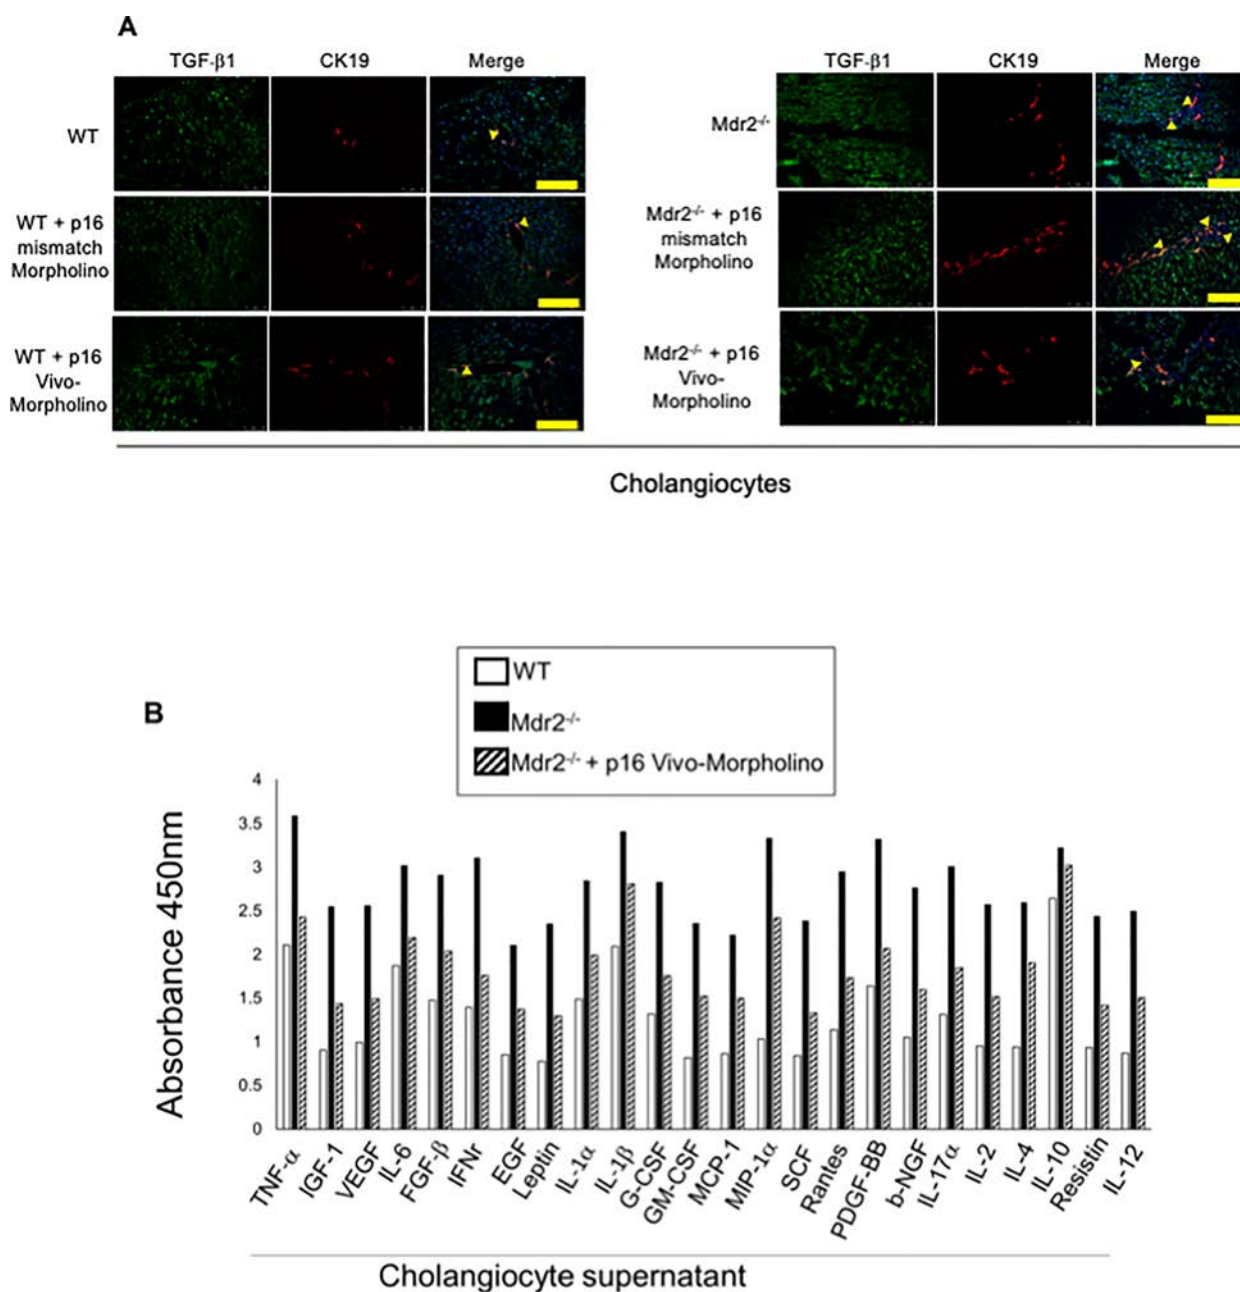 A
TGF-β1 CK19 Merge
WT
WT + p16
mismatch
Morpholino
WT + p16
Vivo-
Morpholino
TGF-β1 CK19 Merge
Mdr2-/-
Mdr2-/- + p16
mismatch
Morpholino
Mdr2-/- + p16
Vivo-
Morpholino
Cholangiocytes
B
WT
Mdr2-/-
Mdr2-/- + p16 Vivo-Morpholino
Absorbance 450nm
4
3.5
3
2.5
2
1.5
1
0.5
0
TNF-α
IGF-1
VEGF
IL-6
FGF-β
IFNr
EGF
Leptin
IL-1α
IL-1β
G-CSF
GM-CSF
MCP-1
MIP-1α
SCF
Rantes
PDGF-BB
b-NGF
IL-17α
IL-2
IL-4
IL-10
Resistin
IL-12
Cholangiocyte supernatant